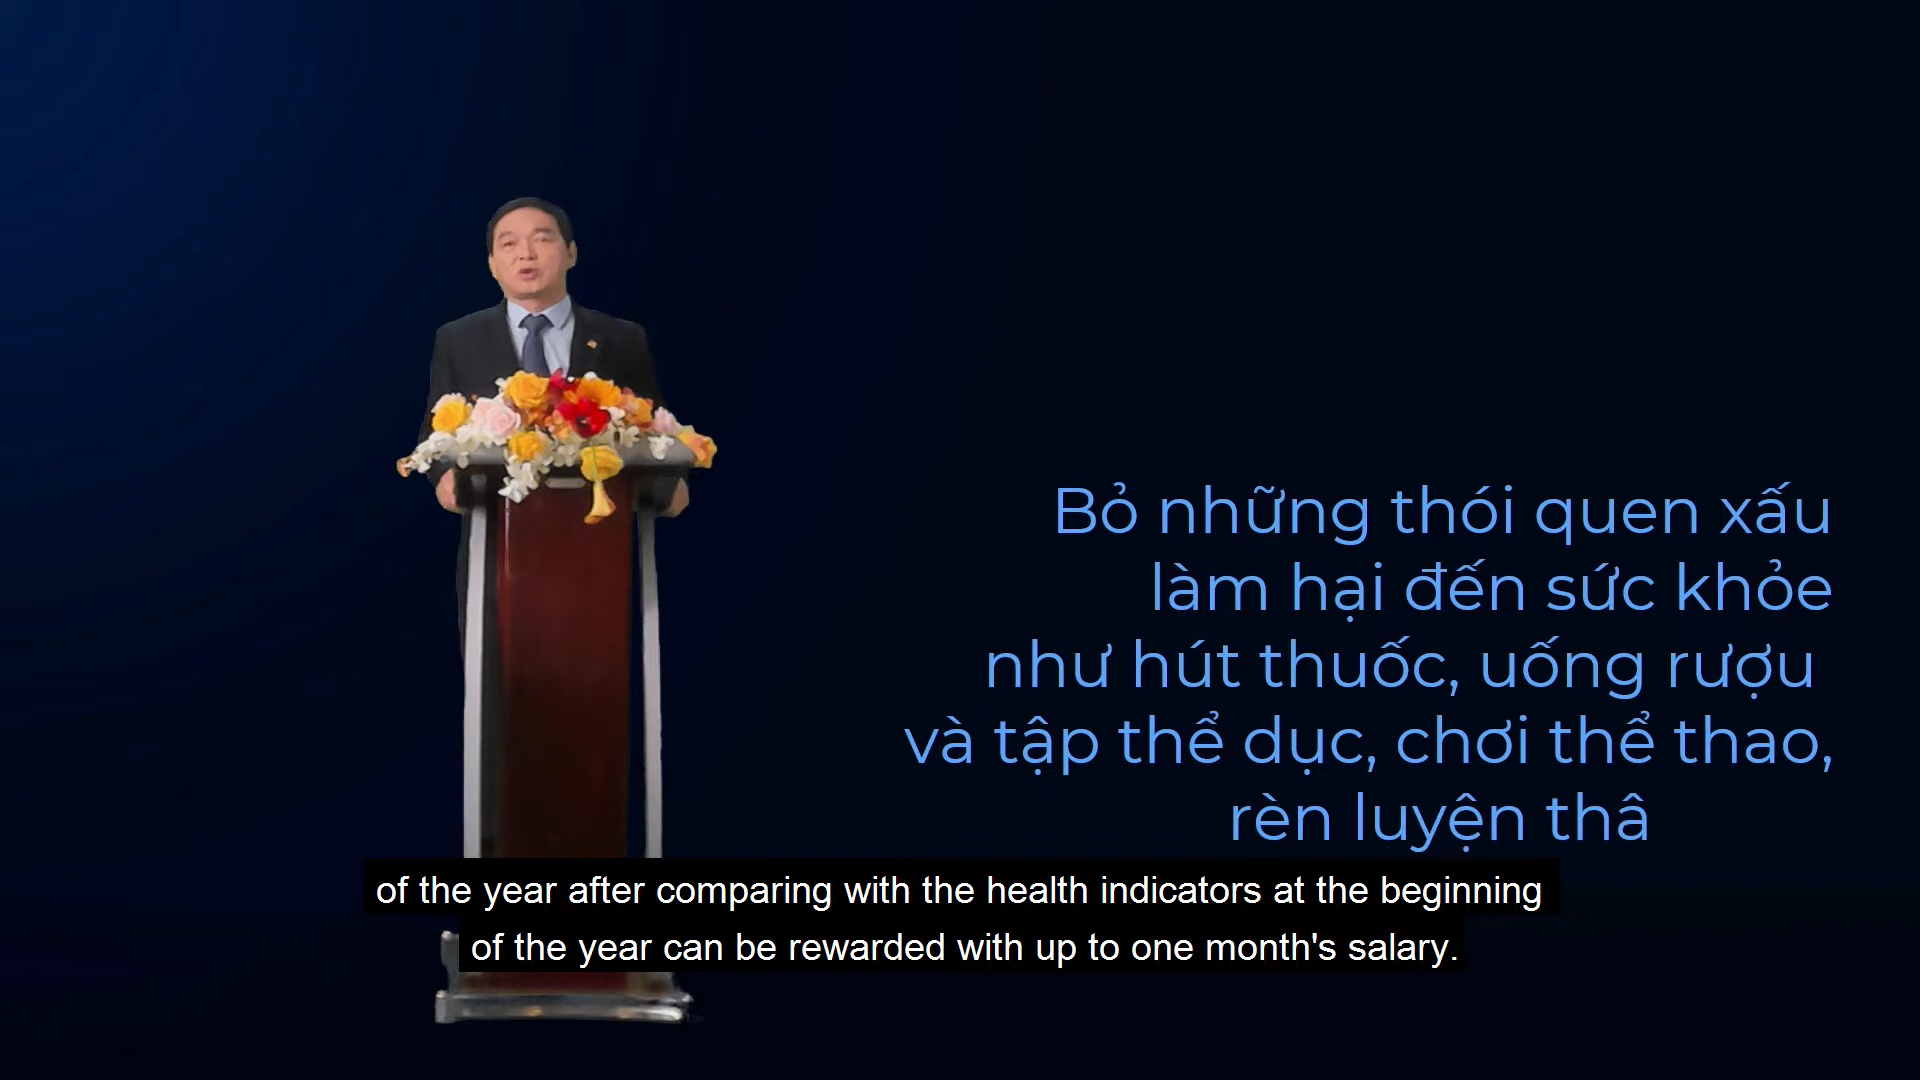 Bỏ những thói quen xấu
làm hại đến sức khỏe
như hút thuốc, uống rượu
và tập thể dục, chơi thể thao,
rèn luyện thâ
of the year after comparing with the health indicators at the beginning
of the year can be rewarded with up to one month's salary.